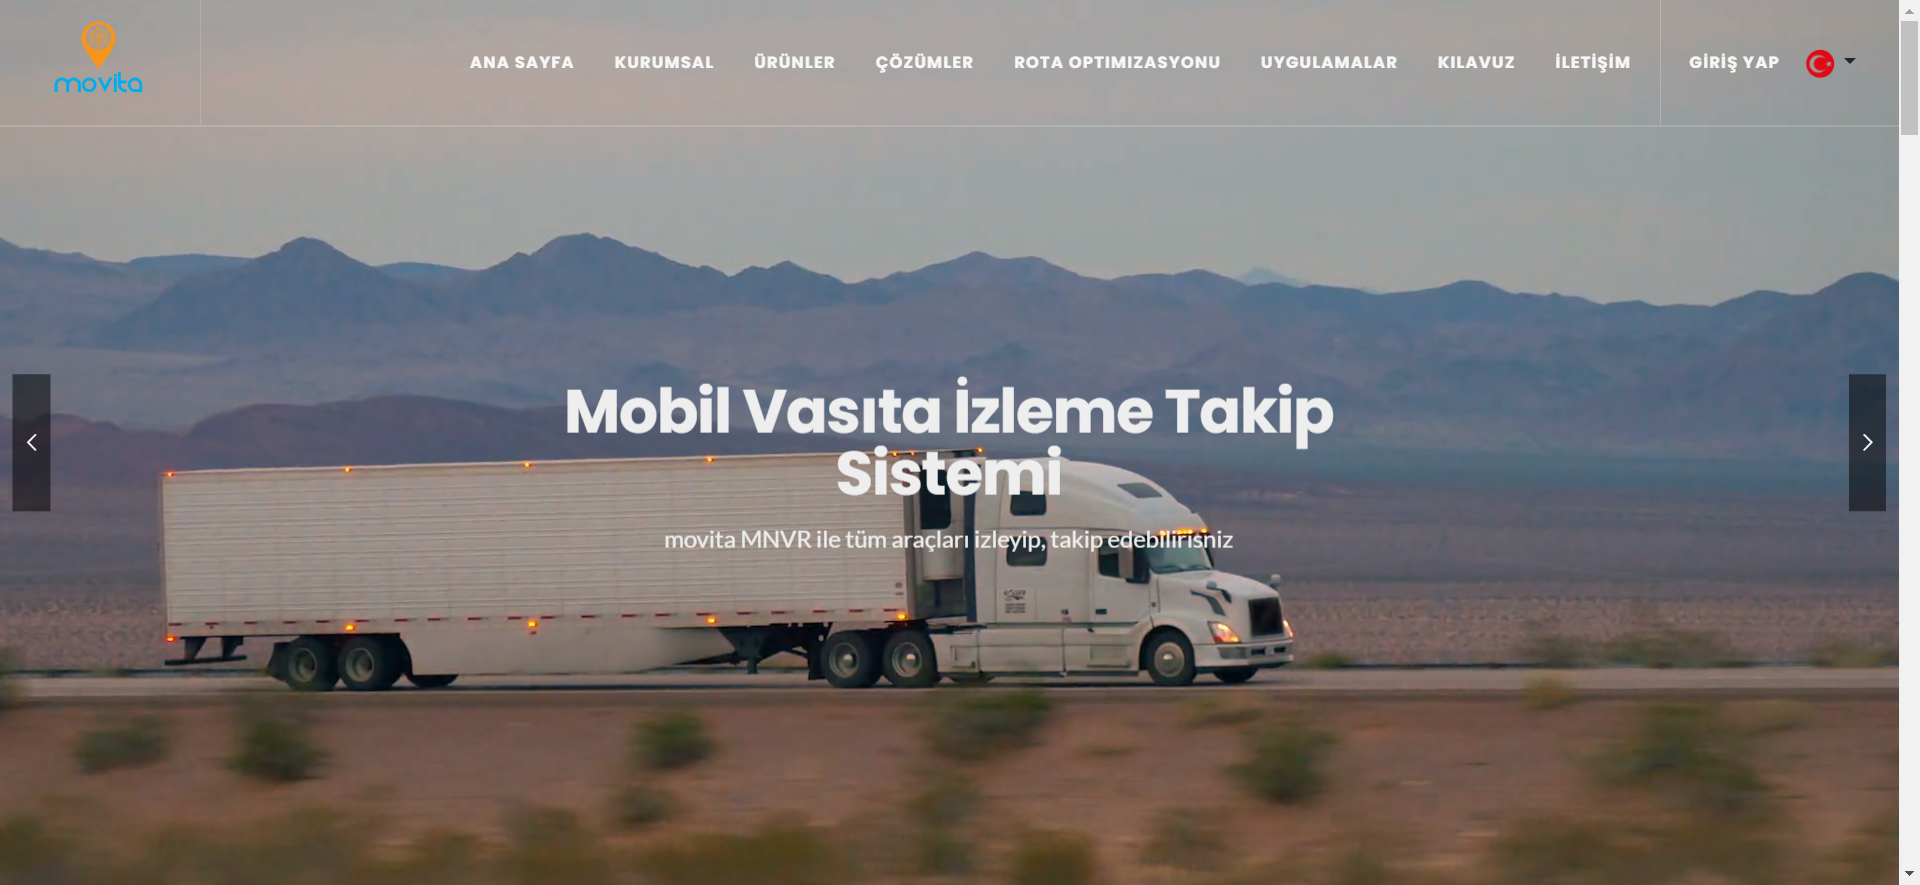 movita
ANA SAYFA
KURUMSAL
ÜRÜNLER
ÇÖZÜMLER
ROTA OPTIMIZASYONU
UYGULAMALAR
KILAVUZ
İLETİŞİM
GİRİŞ YAP
Mobil Vasıta İzleme Takip
Sistemi
movita MNVR ile tüm araçları izleyip, takip edebilirisniz